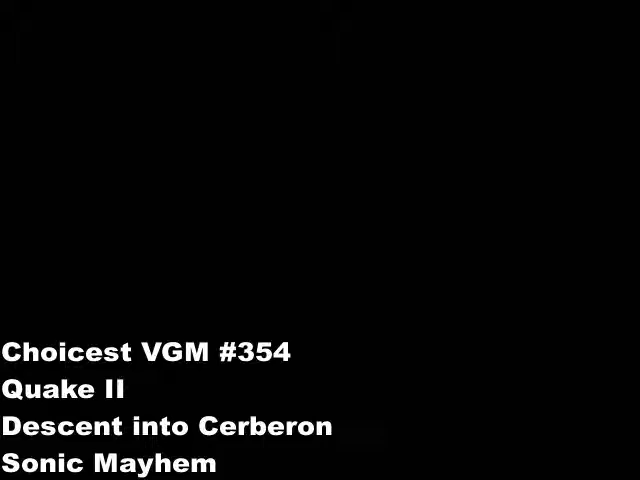 Choicest VGM #354
Quake II
Descent into Cerberon
Sonic Mayhem